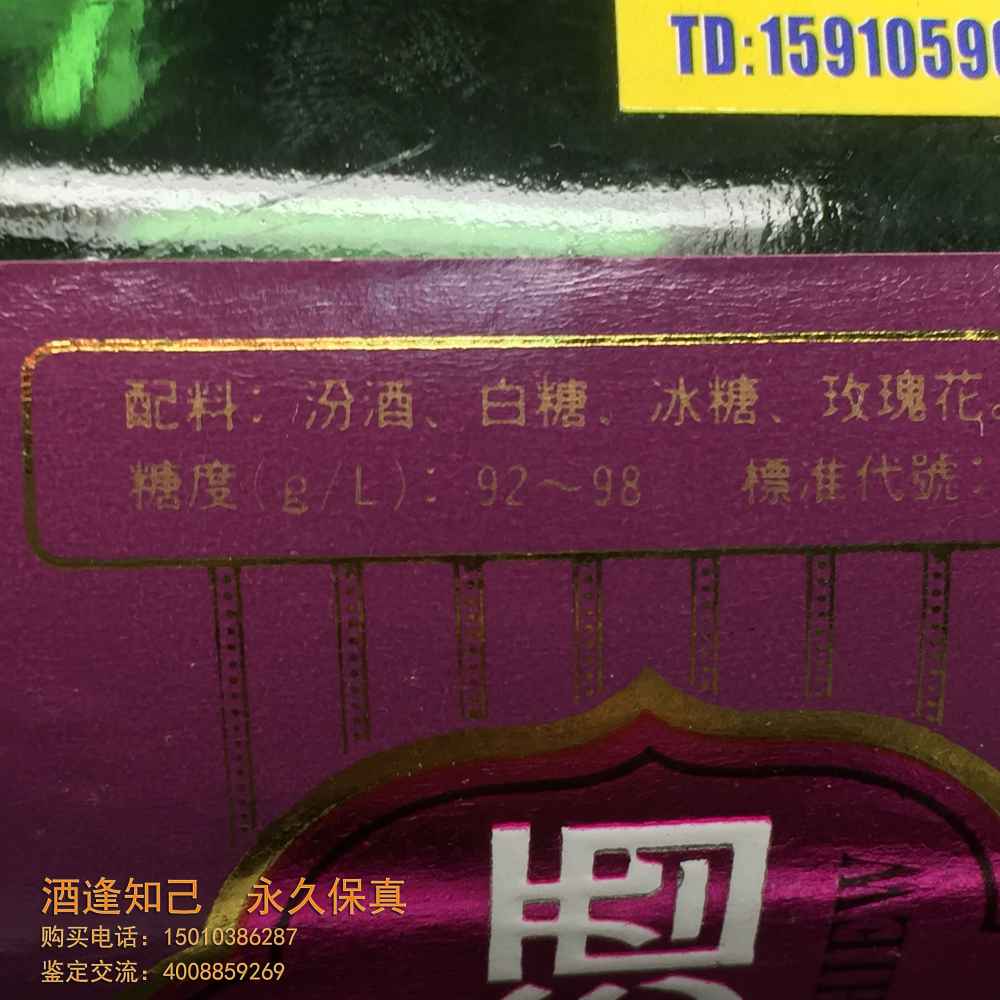 TD:1591059
配料：汾酒、白糖、冰糖、玫瑰花
糖度(g/L)：92～98 標準代號：
酒逢知己 永久保真
购买电话：15010386287
鉴定交流：4008859269